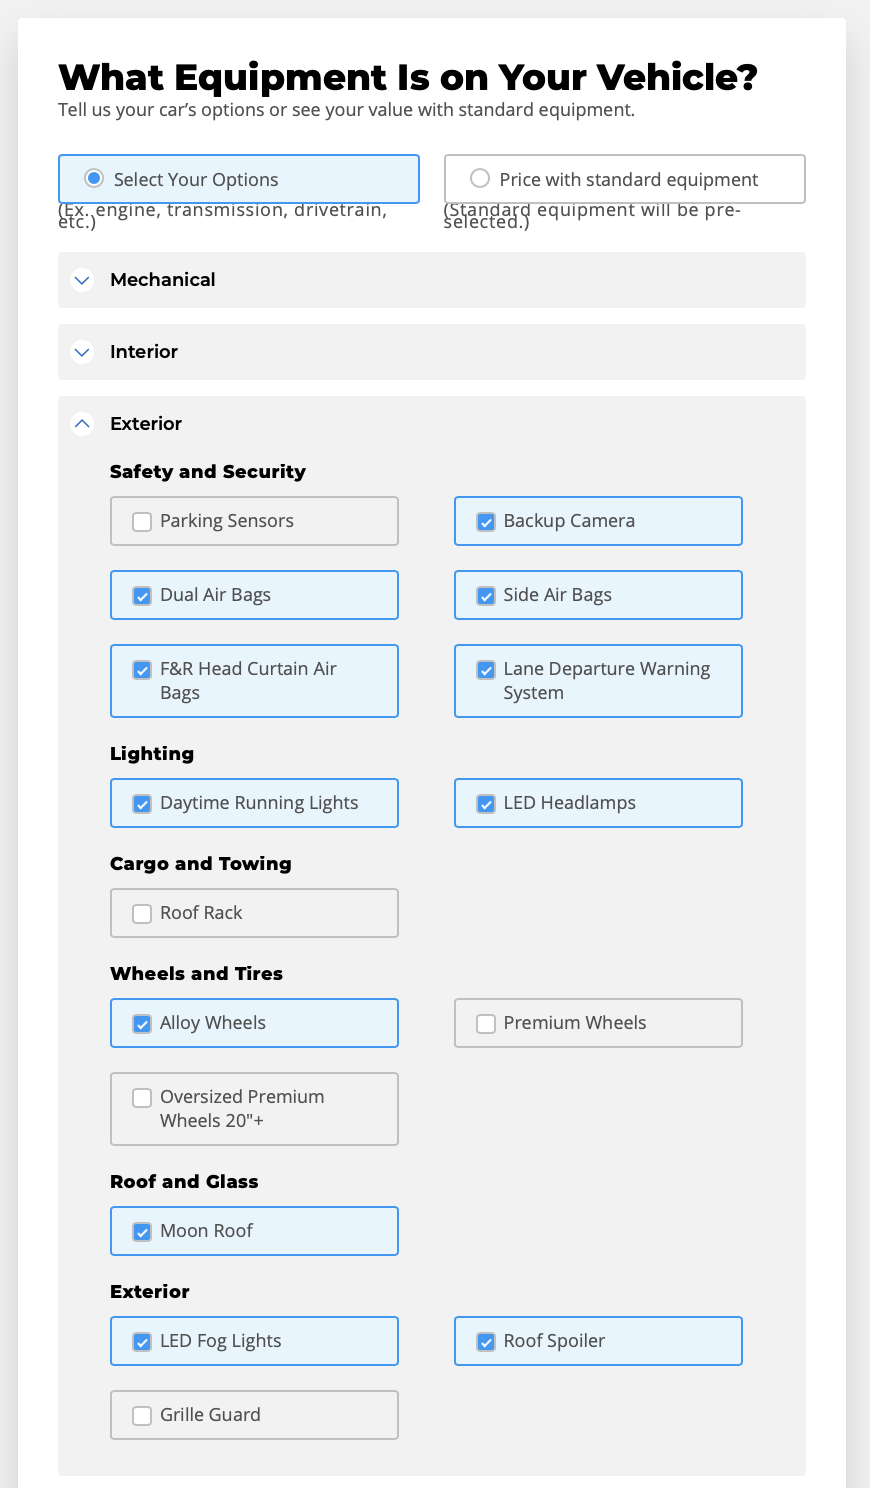 What Equipment Is on Your Vehicle?
Tell us your car’s options or see your value with standard equipment.
Select Your Options
(Ex. engine, transmission, drivetrain,
etc.)
Price with standard equipment
(Standard equipment will be pre-
selected.)
Mechanical
Interior
Exterior
Safety and Security
Parking Sensors
Backup Camera
Dual Air Bags
Side Air Bags
F&R Head Curtain Air
Bags
Lane Departure Warning
System
Lighting
Daytime Running Lights
LED Headlamps
Cargo and Towing
Roof Rack
Wheels and Tires
Alloy Wheels
Premium Wheels
Oversized Premium
Wheels 20"+
Roof and Glass
Moon Roof
Exterior
LED Fog Lights
Roof Spoiler
Grille Guard